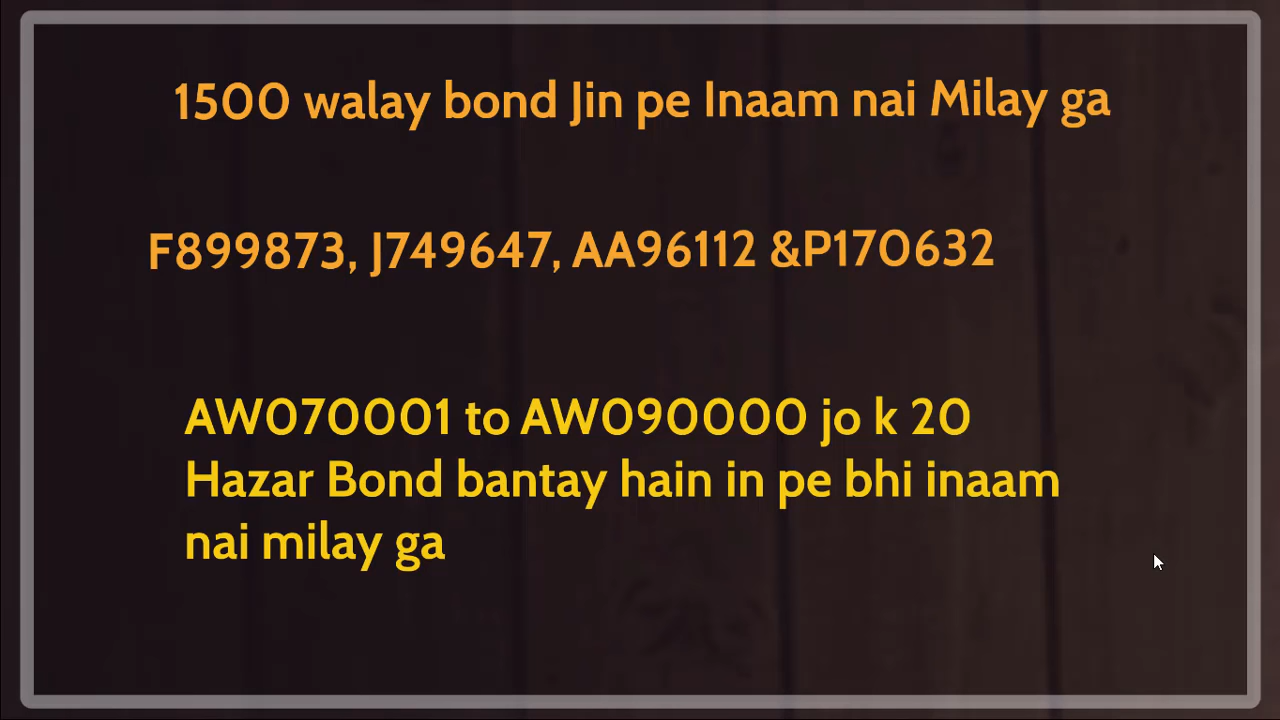 1500 walay bond Jin pe Inaam nai Milay ga
F899873, J749647, AA96112 &P170632
AW070001 to AW090000 jo k 20
Hazar Bond bantay hain in pe bhi inaam
nai milay ga